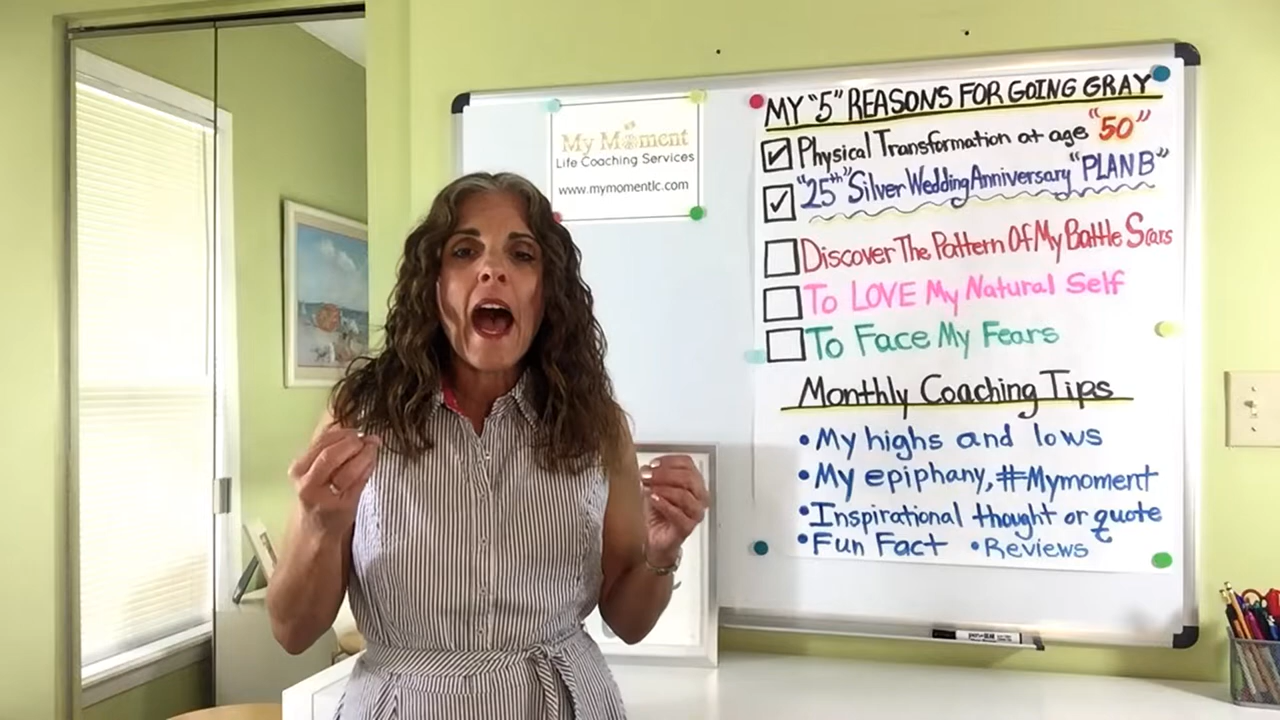 My Moment
Life Coaching Services
www.mymomentlc.com
MY "5" REASONS FOR GOING GRAY
Physical Transformation at age "50"
"25th" Silver Wedding Anniversary "PLAN B"
Discover The Pattern Of My Battle Scars
To LOVE My Natural Self
To Face My Fears
Monthly Coaching Tips
• My highs and lows
• My epiphany, #Mymoment
• Inspirational thought or quote
• Fun Fact • Reviews